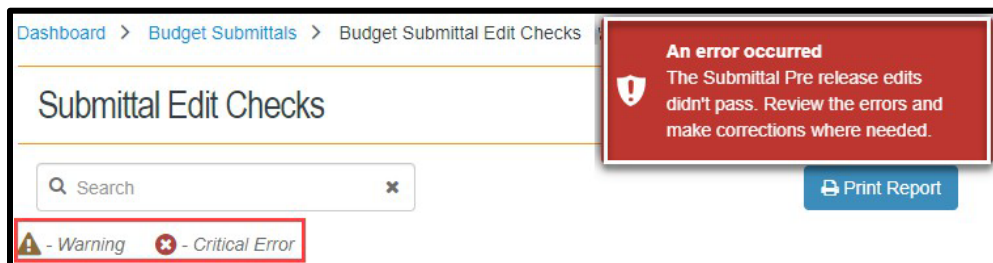 Dashboard > Budget Submittals > Budget Submittal Edit Checks
An error occurred
The Submittal Pre release edits
didn't pass. Review the errors and
make corrections where needed.
Submittal Edit Checks
Search
Print Report
- Warning - Critical Error